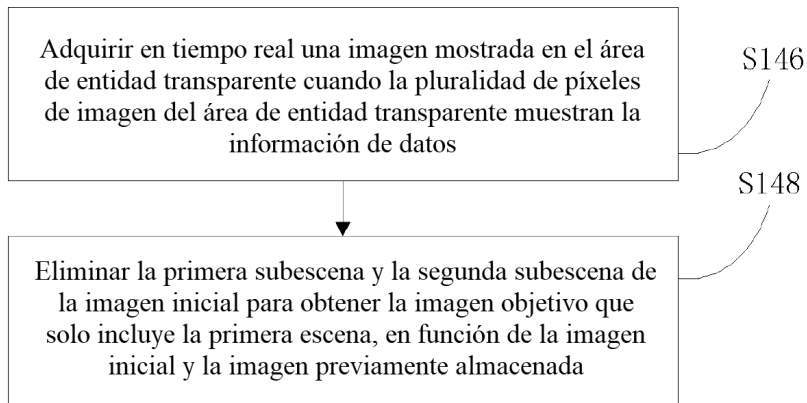 Adquirir en tiempo real una imagen mostrada en el área
de entidad transparente cuando la pluralidad de píxeles
de imagen del área de entidad transparente muestran la
información de datos
S146
S148
Eliminar la primera subescena y la segunda subescena de
la imagen inicial para obtener la imagen objetivo que
solo incluye la primera escena, en función de la imagen
inicial y la imagen previamente almacenada